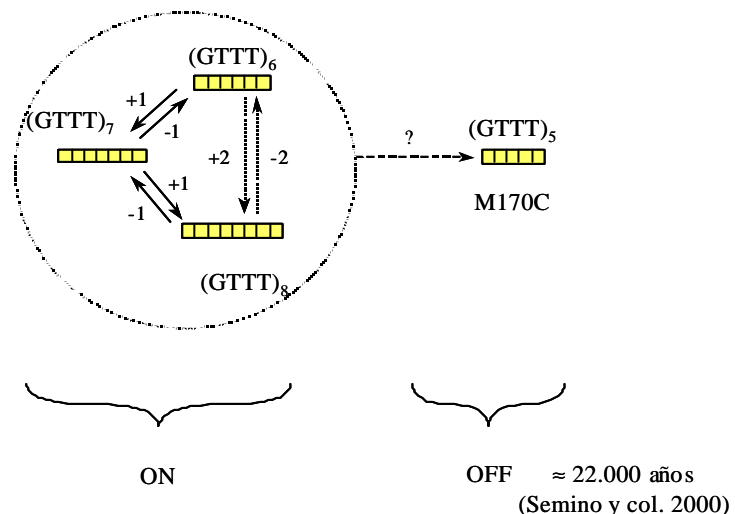 (GTTT)6
+1
(GTTT)7
-1
+2
-2
?
(GTTT)5
M170C
+1
-1
(GTTT)8
ON
OFF ≈ 22.000 años
(Semino y col. 2000)